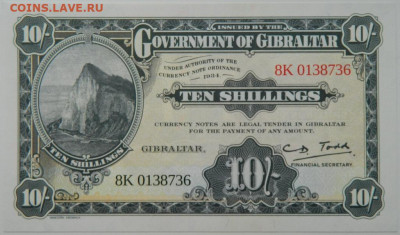 COINS.LAVE.RU
10/-
ISSUED BY THE
10/-
GOVERNMENT OF GIBRALTAR
UNDER AUTHORITY OF THE
CURRENCY NOTE ORDINANCE
1934.
8K 0138736
TEN SHILLINGS
CURRENCY NOTES ARE LEGAL TENDER IN GIBRALTAR
FOR THE PAYMENT OF ANY AMOUNT.
TEN SHILLINGS
GIBRALTAR,
C D Todd
FINANCIAL SECRETARY.
8K 0138736
10/-
10/-
10/-